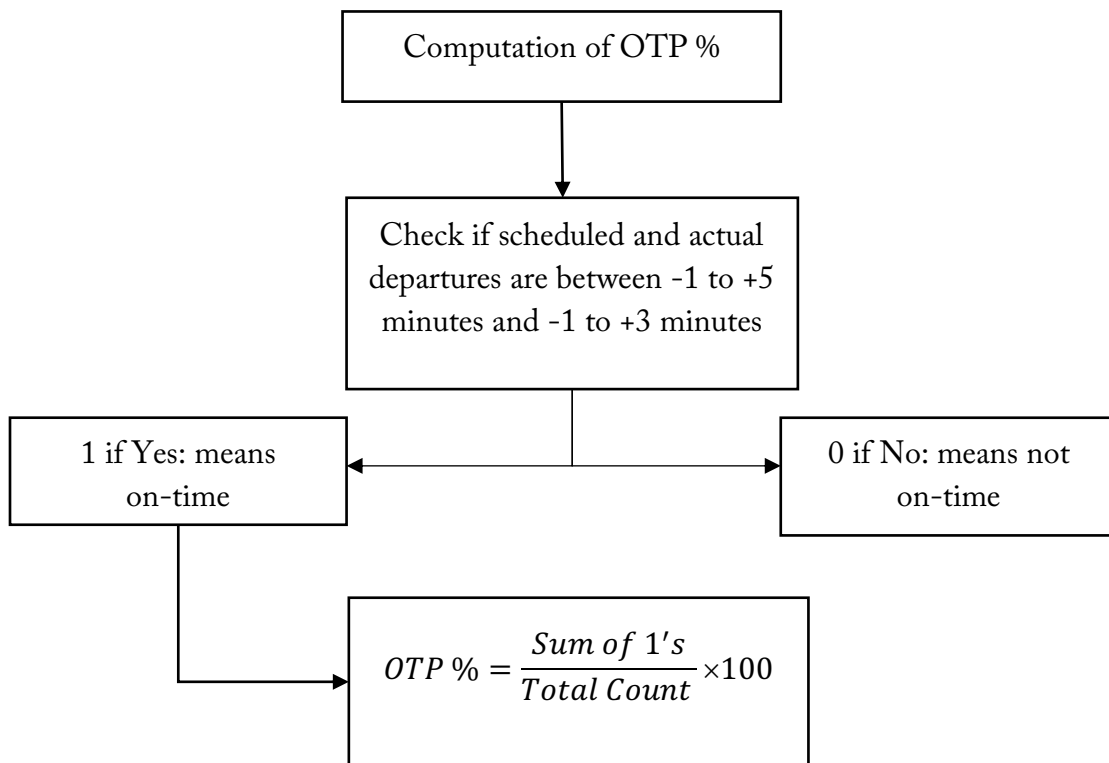 Computation of OTP %
Check if scheduled and actual
departures are between -1 to +5
minutes and -1 to +3 minutes
1 if Yes: means
on-time
0 if No: means not
on-time
OTP % = Sum of 1's / Total Count ×100